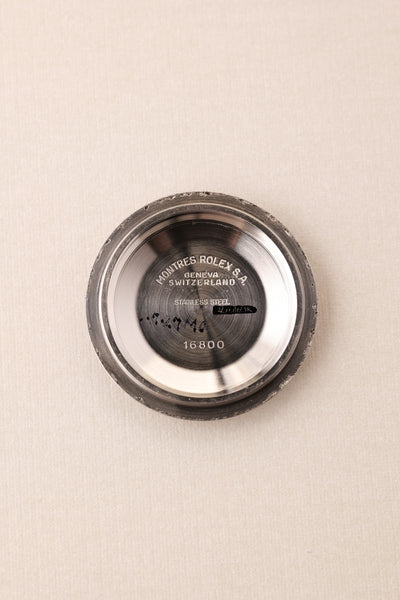 MONTRES ROLEX S.A.
GENEVA
SWITZERLAND
STAINLESS STEEL
16800